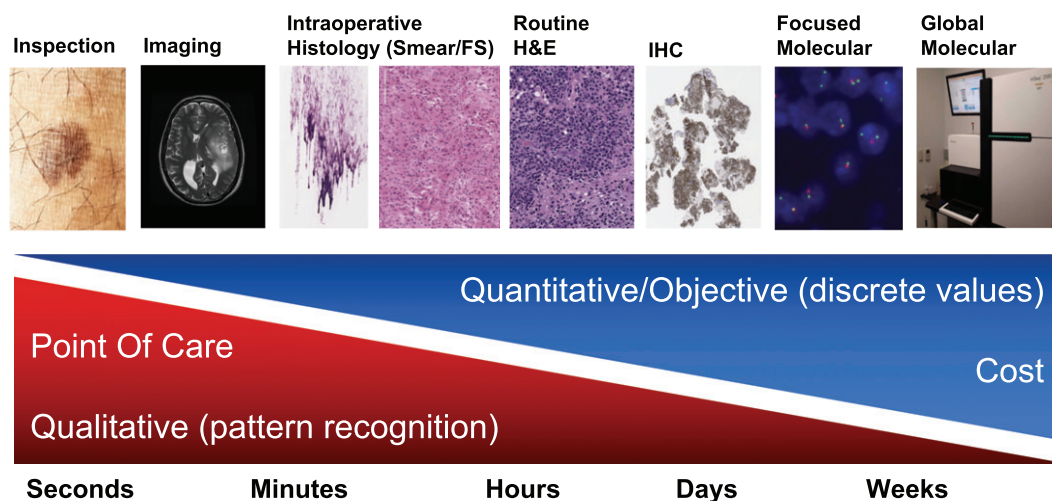 Inspection
Imaging
Intraoperative
Histology (Smear/FS)
Routine
H&E
IHC
Focused
Molecular
Global
Molecular
Quantitative/Objective (discrete values)
Point Of Care
Cost
Qualitative (pattern recognition)
Seconds
Minutes
Hours
Days
Weeks